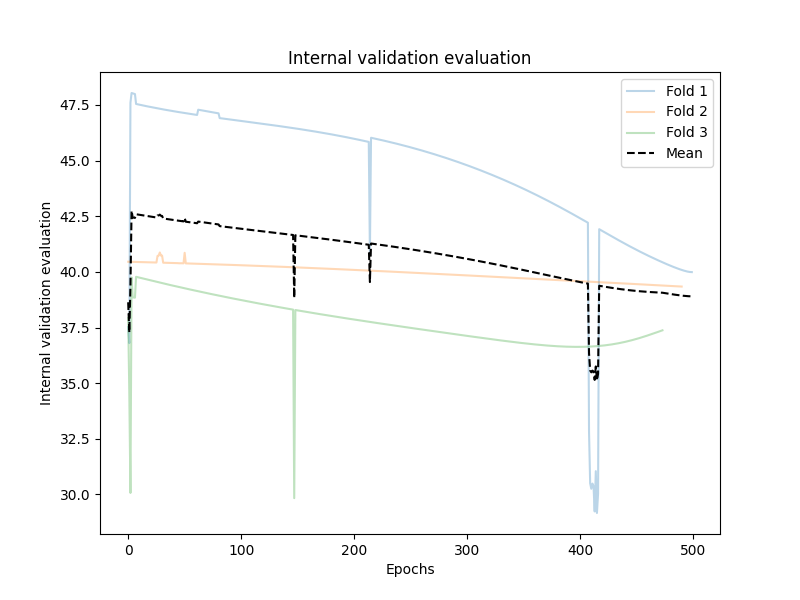 Internal validation evaluation
Fold 1
Fold 2
Fold 3
Mean
Internal validation evaluation
47.5
45.0
42.5
40.0
37.5
35.0
32.5
30.0
0 100 200 300 400 500
Epochs